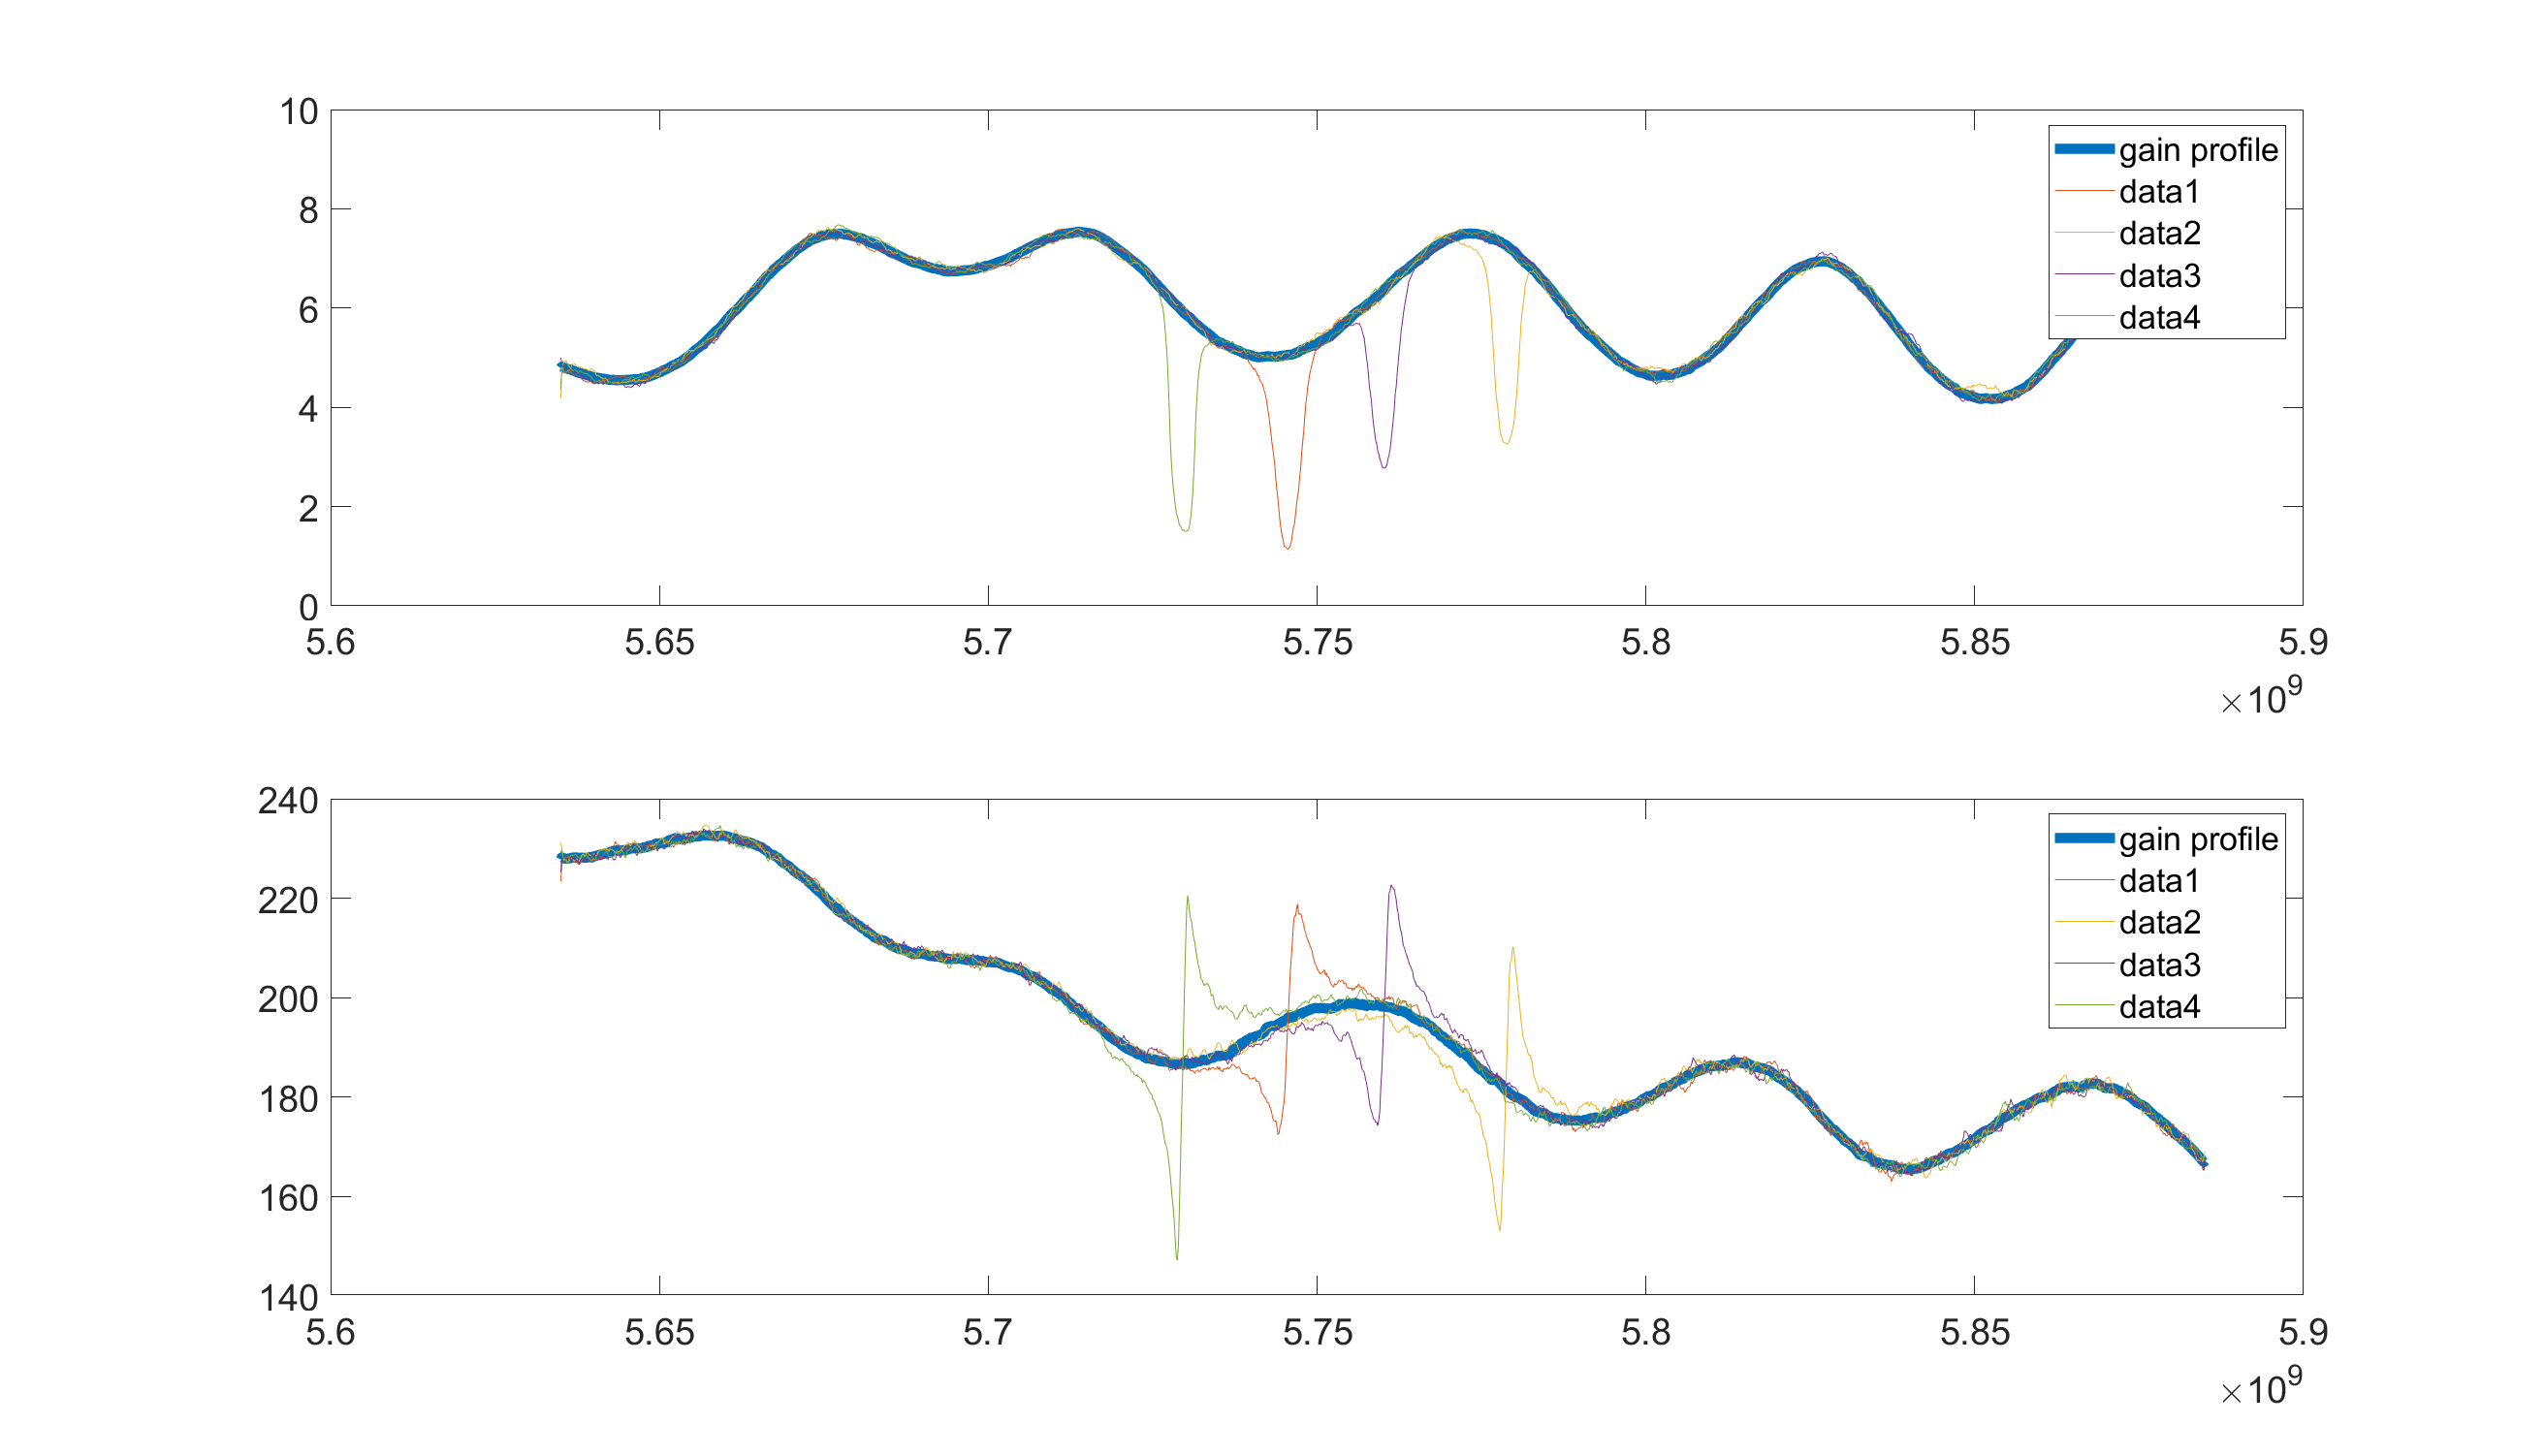 10
8
6
4
2
0
5.6 5.65 5.7 5.75 5.8 5.85 5.9
×10^9
gain profile
data1
data2
data3
data4
240
220
200
180
160
140
5.6 5.65 5.7 5.75 5.8 5.85 5.9
×10^9
gain profile
data1
data2
data3
data4